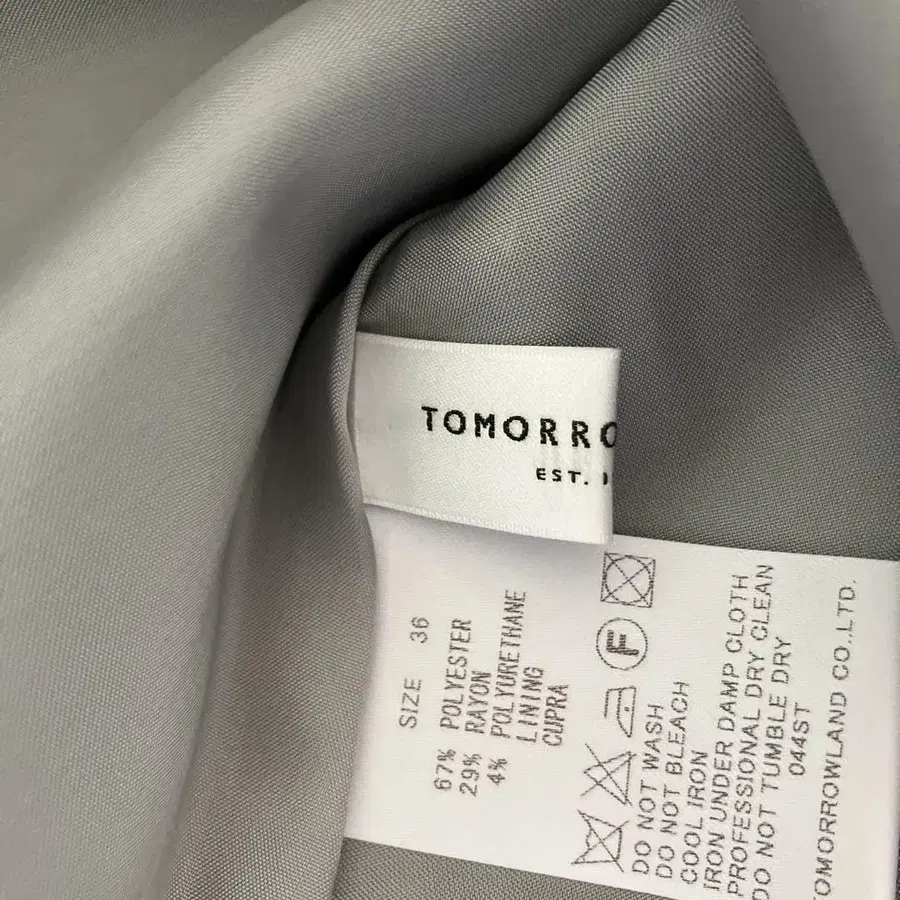 TOMORRO
EST.
SIZE 36
67% POLYESTER
29% RAYON
4% POLYURETHANE
LINING
CUPRA
F
DO NOT WASH
DO NOT BLEACH
COOL IRON
IRON UNDER DAMP CLOTH
PROFESSIONAL DRY CLEAN
DO NOT TUMBLE DRY
044ST
TOMORROWLAND CO.,LTD.